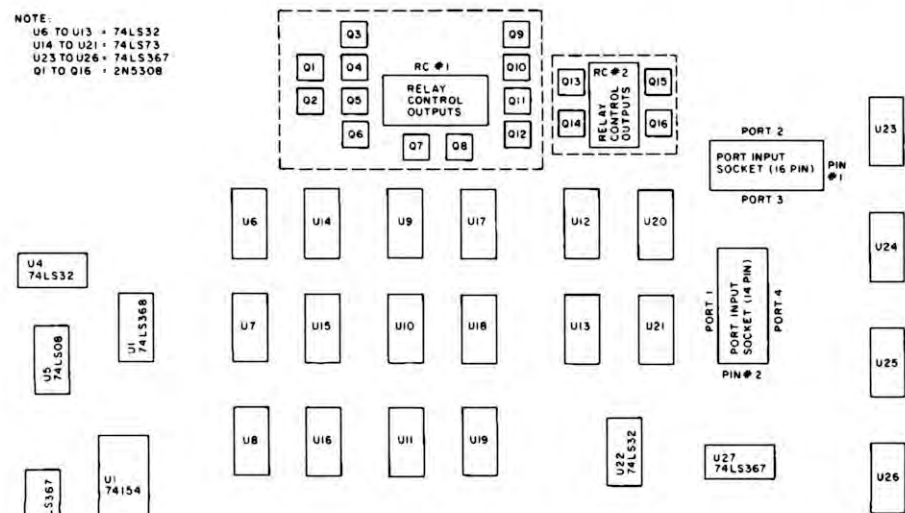 NOTE:
U6 TO U13 = 74LS32
U14 TO U21 = 74LS73
U23 TO U26 = 74LS367
Q1 TO Q16 = 2N5308
Q3
Q9
Q1
Q4
RC #1
Q10
Q2
Q5
RELAY
CONTROL
OUTPUTS
Q11
Q6
Q7
Q8
Q12
Q13
RC #2
Q15
Q14
RELAY
CONTROL
OUTPUTS
Q16
PORT 2
PORT INPUT
SOCKET (16 PIN)
PIN
#1
PORT 3
U23
U6
U14
U9
U17
U12
U20
U24
U4
74LS32
U1
74LS368
U5
74LS08
U7
U15
U10
U18
U13
U21
PORT 1
PORT INPUT
SOCKET (14 PIN)
PORT 4
PIN #2
U25
U8
U16
U11
U19
U22
74LS32
U27
74LS367
U26
LS367
U1
74154